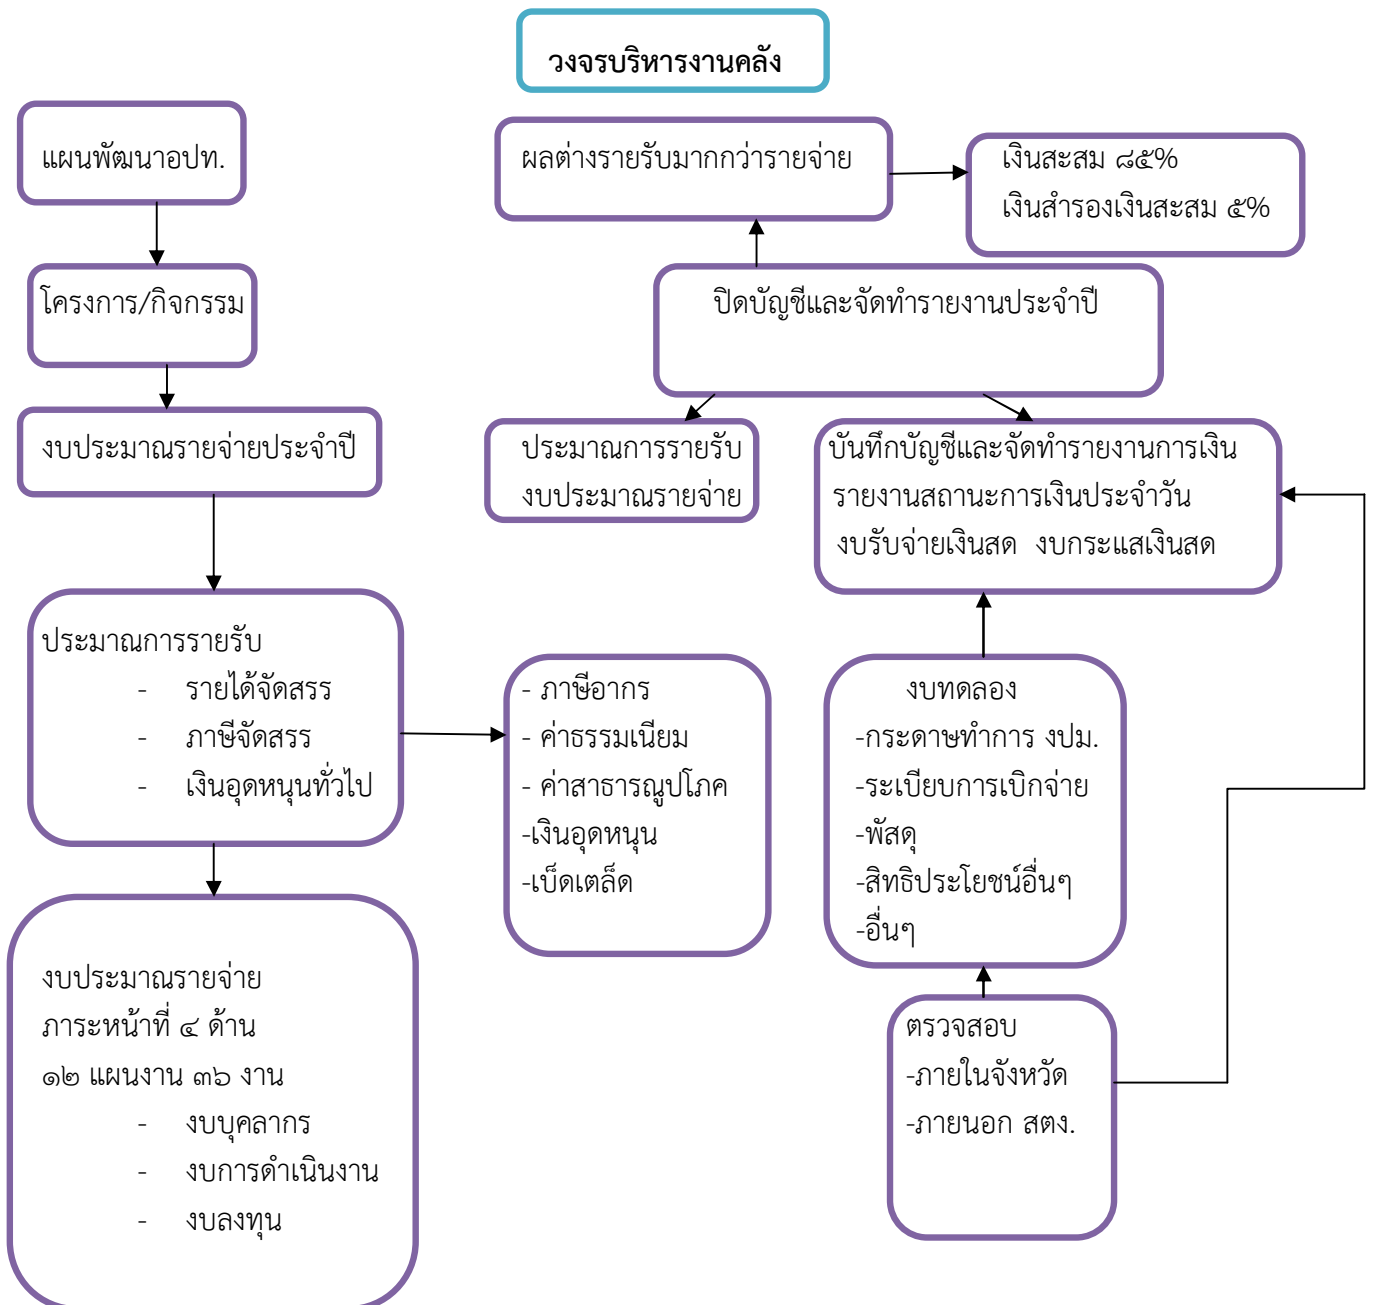 วงจรบริหารงานคลัง
แผนพัฒนาอปท.
โครงการ/กิจกรรม
งบประมาณรายจ่ายประจำปี
ประมาณการรายรับ
- รายได้จัดสรร
- ภาษีจัดสรร
- เงินอุดหนุนทั่วไป
งบประมาณรายจ่าย
ภาระหน้าที่ ๔ ด้าน
๑๒ แผนงาน ๓๖ งาน
- งบบุคลากร
- งบการดำเนินงาน
- งบลงทุน
- ภาษีอากร
- ค่าธรรมเนียม
- ค่าสาธารณูปโภค
-เงินอุดหนุน
-เบ็ดเตล็ด
ผลต่างรายรับมากกว่ารายจ่าย
เงินสะสม ๘๕%
เงินสำรองเงินสะสม ๕%
ปิดบัญชีและจัดทำรายงานประจำปี
ประมาณการรายรับ
งบประมาณรายจ่าย
บันทึกบัญชีและจัดทำรายงานการเงิน
รายงานสถานะการเงินประจำวัน
งบรับจ่ายเงินสด งบกระแสเงินสด
งบทดลอง
-กระดาษทำการ งปม.
-ระเบียบการเบิกจ่าย
-พัสดุ
-สิทธิประโยชน์อื่นๆ
-อื่นๆ
ตรวจสอบ
-ภายในจังหวัด
-ภายนอก สตง.